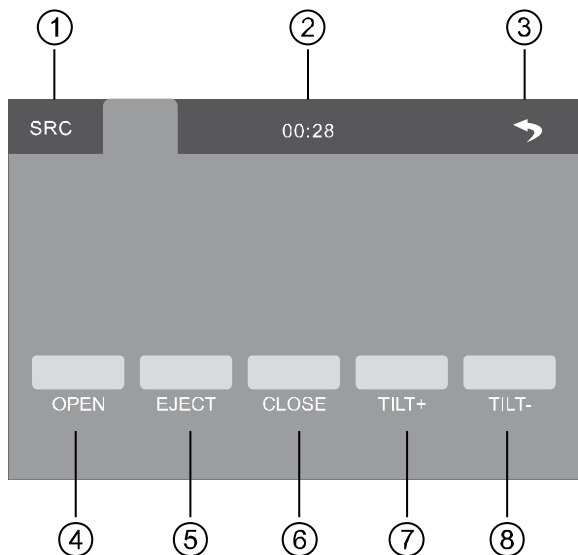 ① ② ③
SRC 00:28
OPEN EJECT CLOSE TILT+ TILT-
④ ⑤ ⑥ ⑦ ⑧